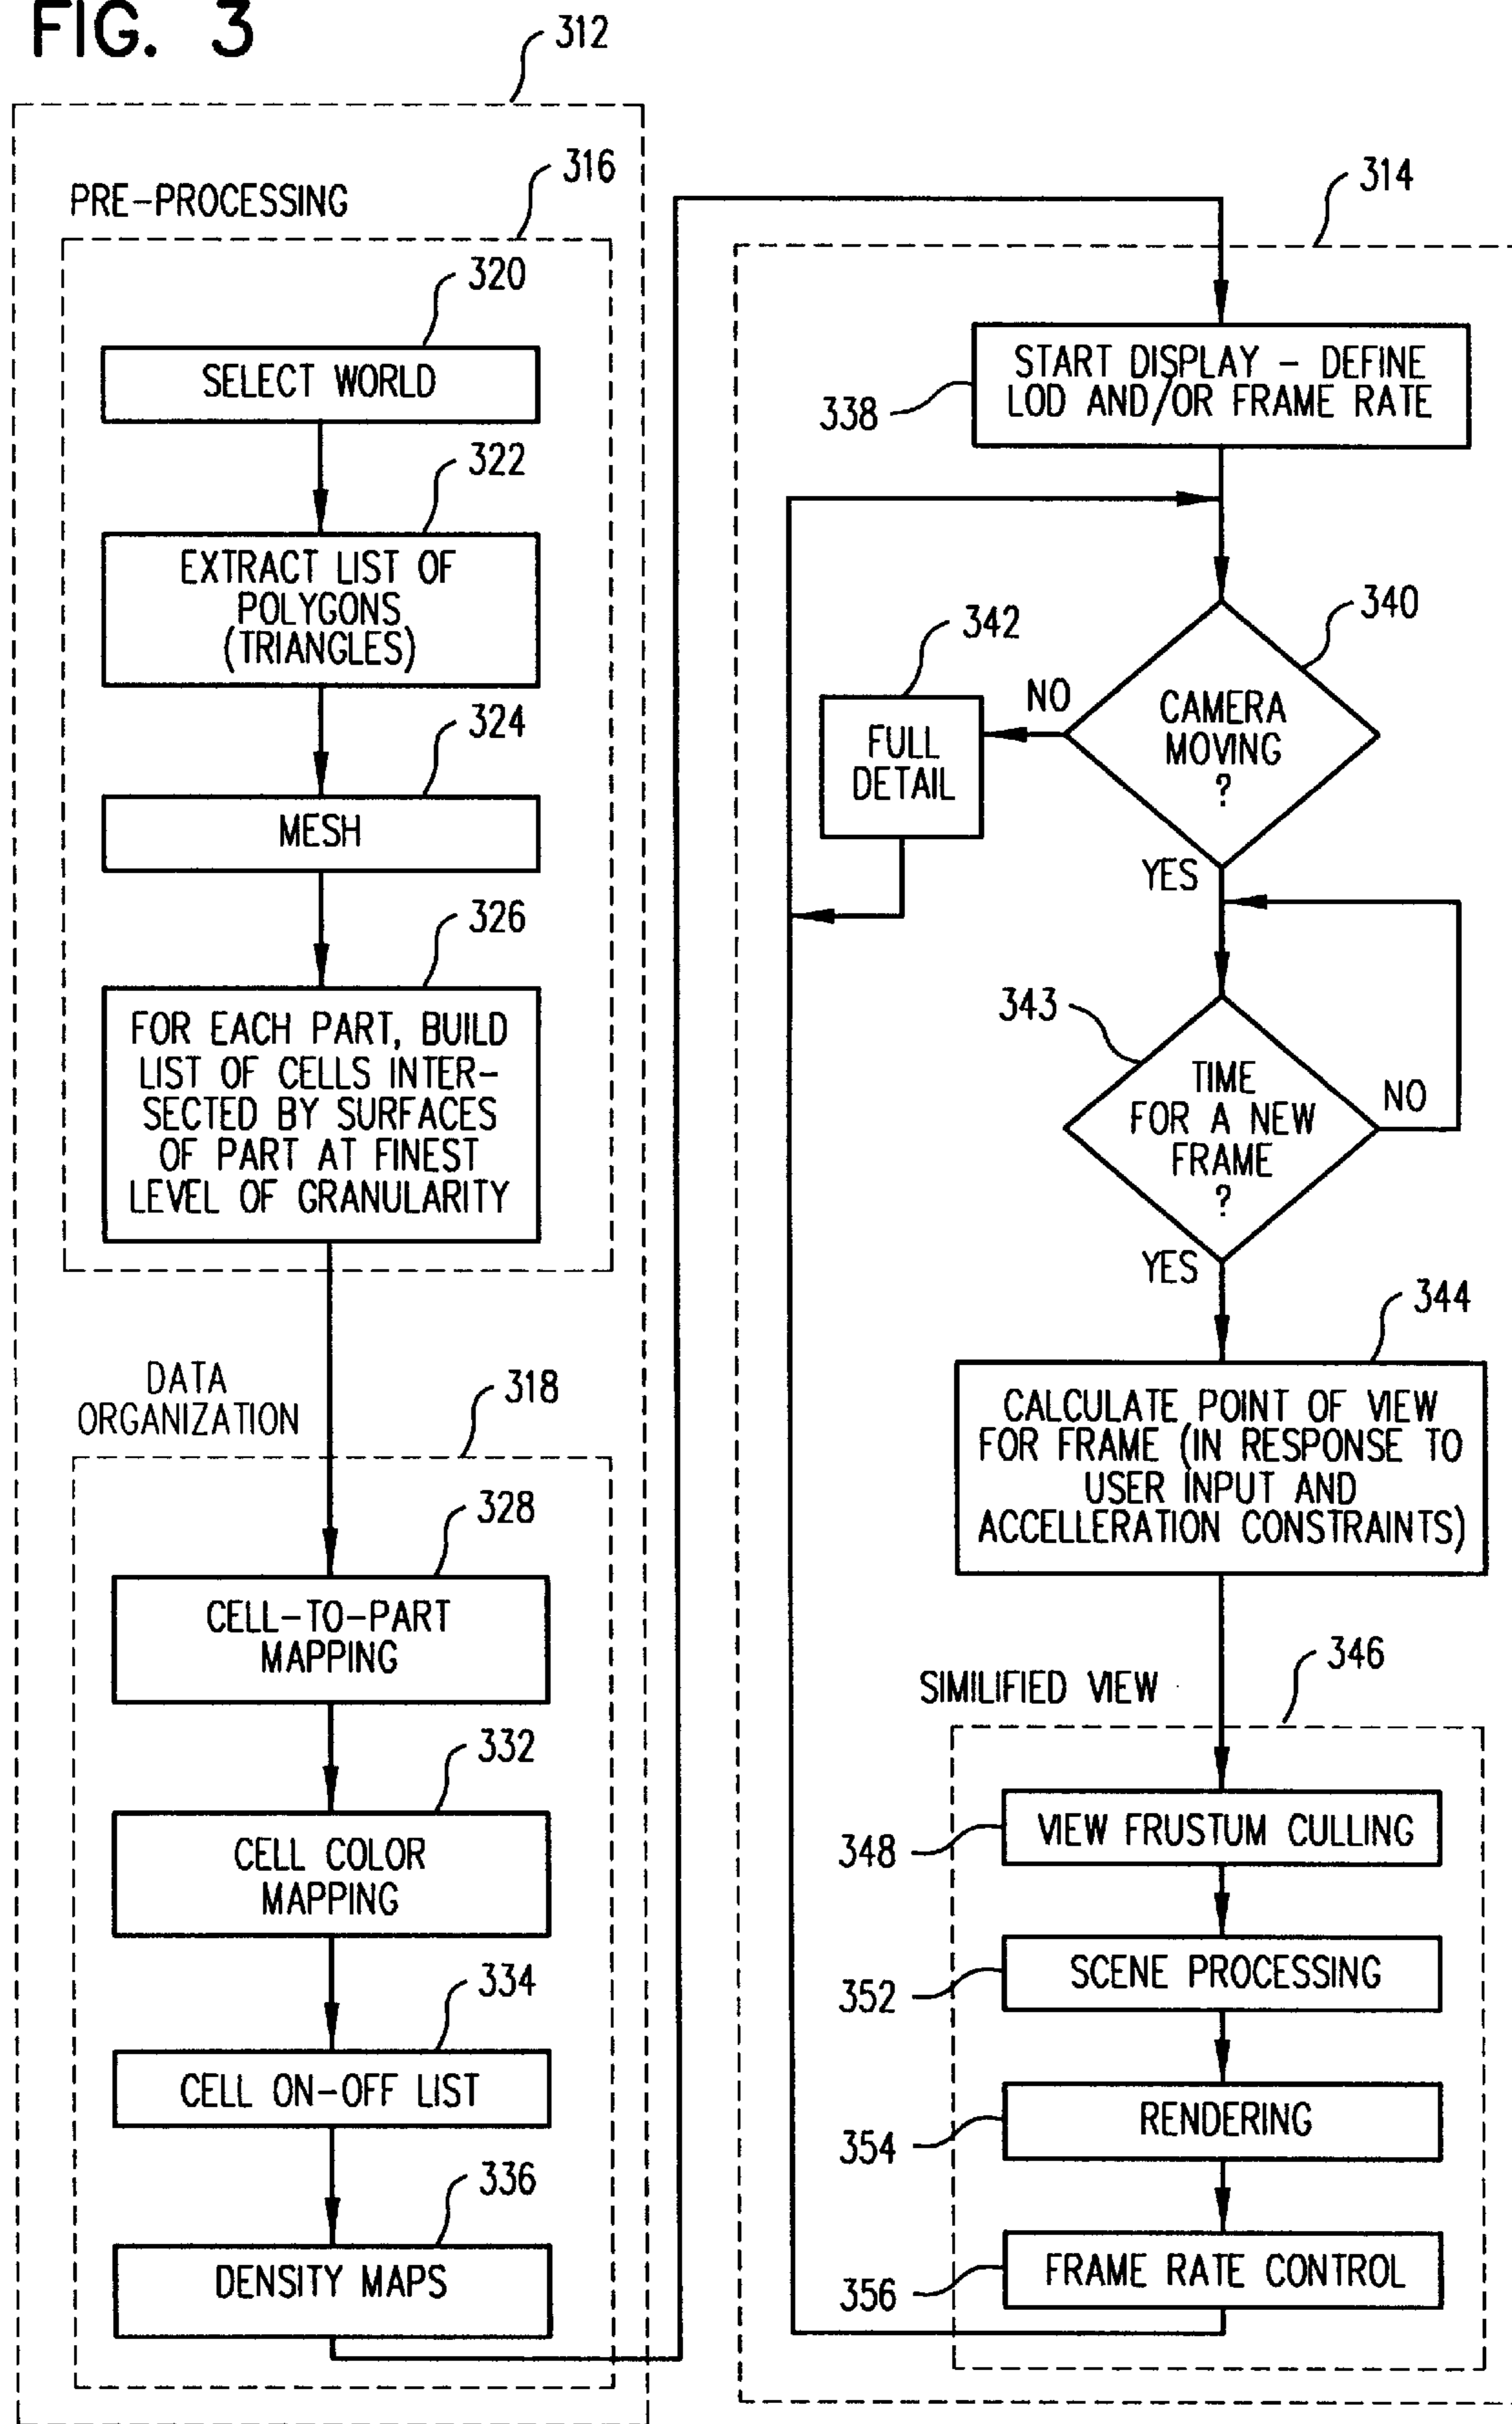 FIG. 3
312
PRE-PROCESSING
316
320
SELECT WORLD
322
EXTRACT LIST OF
POLYGONS
(TRIANGLES)
324
MESH
326
FOR EACH PART, BUILD
LIST OF CELLS INTER-
SECTED BY SURFACES
OF PART AT FINEST
LEVEL OF GRANULARITY
DATA
ORGANIZATION
318
328
CELL-TO-PART
MAPPING
332
CELL COLOR
MAPPING
334
CELL ON-OFF LIST
336
DENSITY MAPS
314
START DISPLAY - DEFINE
LOD AND/OR FRAME RATE
338
340
CAMERA
MOVING
?
NO
342
FULL
DETAIL
YES
343
TIME
FOR A NEW
FRAME
?
NO
YES
344
CALCULATE POINT OF VIEW
FOR FRAME (IN RESPONSE TO
USER INPUT AND
ACCELLERATION CONSTRAINTS)
SIMILIFIED VIEW
346
VIEW FRUSTUM CULLING
348
SCENE PROCESSING
352
RENDERING
354
FRAME RATE CONTROL
356